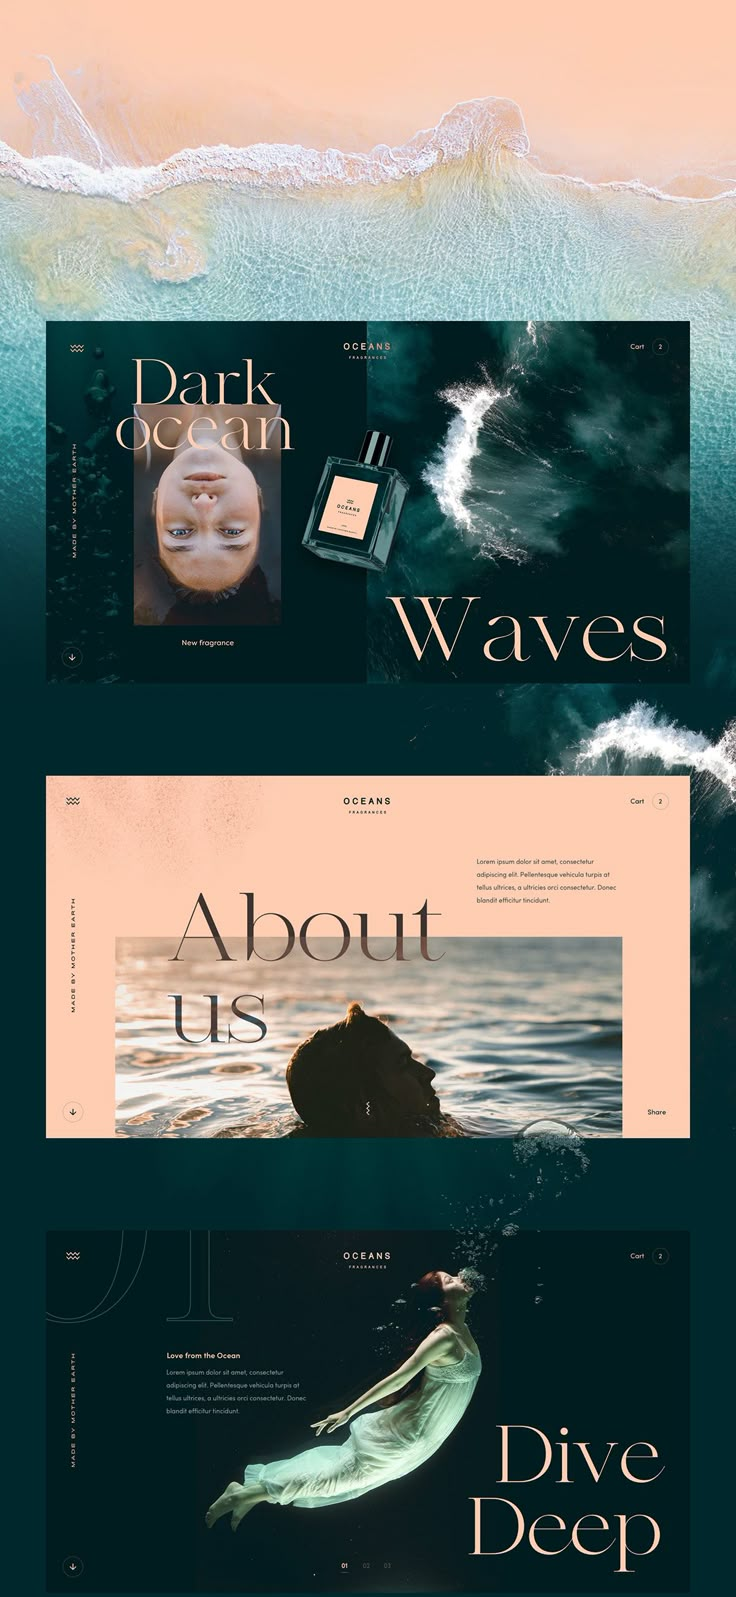 OCEANS
FRAGRANCES
Cart 2
Dark
ocean
MADE BY MOTHER EARTH
OCEANS
FRAGRANCES
New fragrance
Waves
OCEANS
FRAGRANCES
Cart 2
Lorem ipsum dolor sit amet, consectetur
adipiscing elit. Pellentesque vehicula turpis at
tellus ultrices, a ultricies orci consectetur. Donec
blandit efficitur tincidunt.
About
us
MADE BY MOTHER EARTH
Share
01
OCEANS
FRAGRANCES
Cart 2
Love from the Ocean
Lorem ipsum dolor sit amet, consectetur
adipiscing elit. Pellentesque vehicula turpis at
tellus ultrices, a ultricies orci consectetur. Donec
blandit efficitur tincidunt.
MADE BY MOTHER EARTH
Dive
Deep
01 02 03